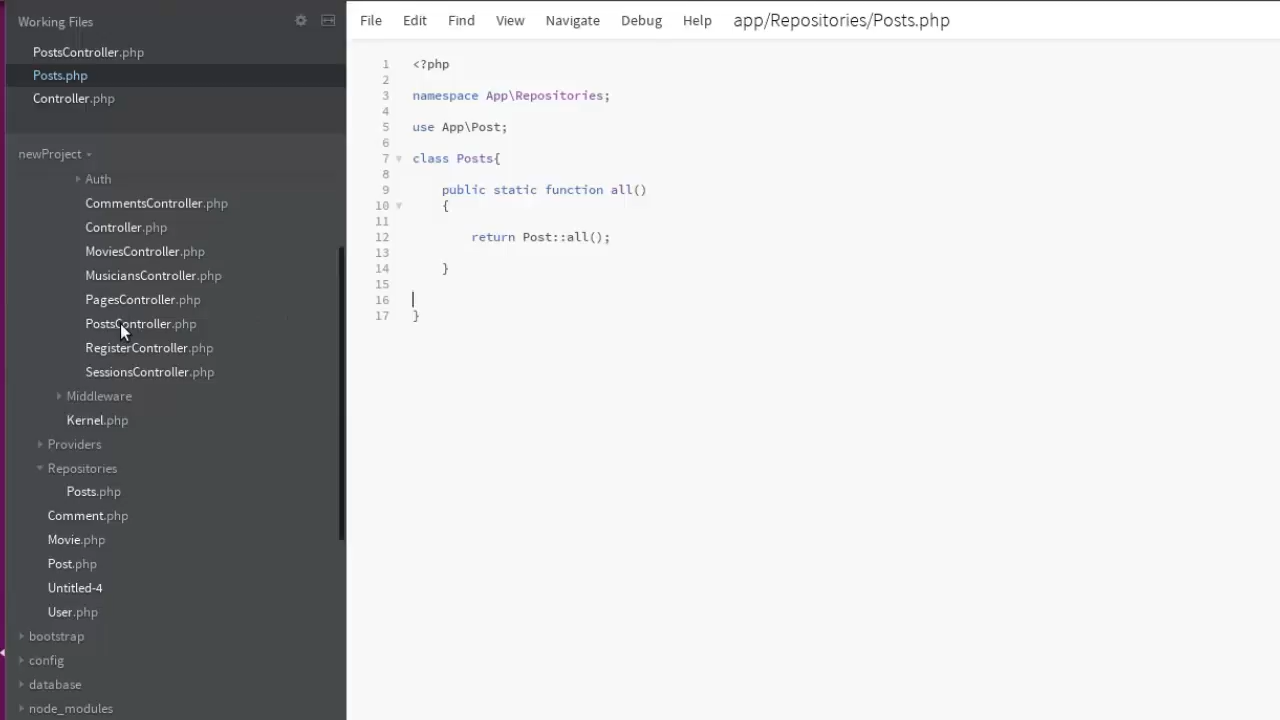 Working Files
PostsController.php
Posts.php
Controller.php
newProject
Auth
CommentsController.php
Controller.php
MoviesController.php
MusiciansController.php
PagesController.php
PostsController.php
RegisterController.php
SessionsController.php
Middleware
Kernel.php
Providers
Repositories
Posts.php
Comment.php
Movie.php
Post.php
Untitled-4
User.php
bootstrap
config
database
node_modules
File Edit Find View Navigate Debug Help app/Repositories/Posts.php
1 <?php
2
3 namespace App\Repositories;
4
5 use App\Post;
6
7 class Posts{
8
9 public static function all()
10 {
11
12 return Post::all();
13
14 }
15
16
17 }